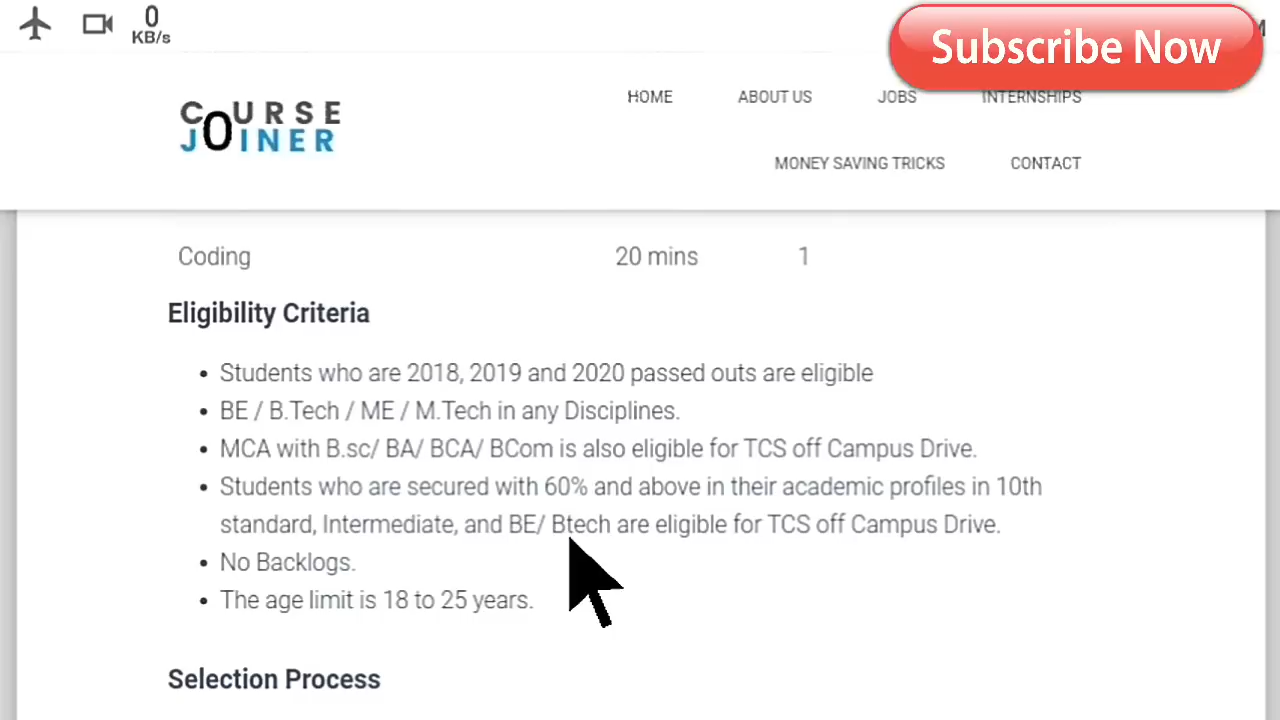 0
KB/s
Subscribe Now
COURSE
JOINER
HOME ABOUT US JOBS INTERNSHIPS
MONEY SAVING TRICKS CONTACT
Coding 20 mins 1
Eligibility Criteria
• Students who are 2018, 2019 and 2020 passed outs are eligible
• BE / B.Tech / ME / M.Tech in any Disciplines.
• MCA with B.sc/ BA/ BCA/ BCom is also eligible for TCS off Campus Drive.
• Students who are secured with 60% and above in their academic profiles in 10th
standard, Intermediate, and BE/ Btech are eligible for TCS off Campus Drive.
• No Backlogs.
• The age limit is 18 to 25 years.
Selection Process